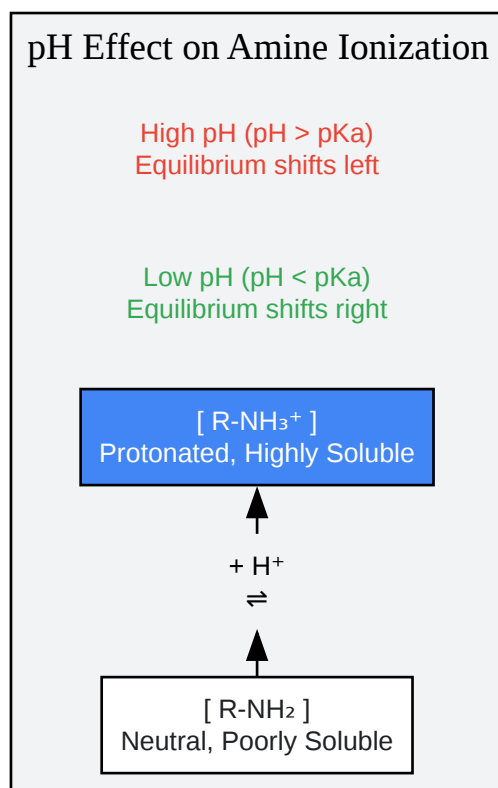 pH Effect on Amine Ionization
High pH (pH > pKa)
Equilibrium shifts left
Low pH (pH < pKa)
Equilibrium shifts right
[ R-NH₃⁺ ]
Protonated, Highly Soluble
+ H⁺
⇌
[ R-NH₂ ]
Neutral, Poorly Soluble